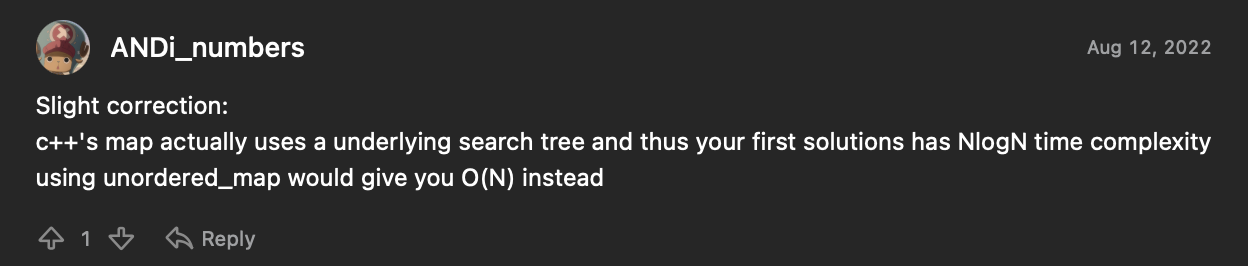 ANDi_numbers
Aug 12, 2022
Slight correction:
c++'s map actually uses a underlying search tree and thus your first solutions has NlogN time complexity
using unordered_map would give you O(N) instead
1
Reply